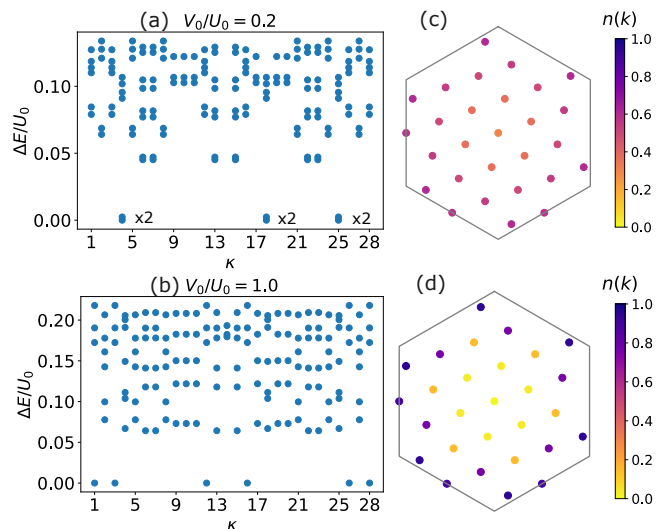 (a) V₀/U₀ = 0.2
ΔE/U₀
0.10
0.05
0.00
x2 x2 x2
1 5 9 13 17 21 25 28
κ
(c)
n(k)
1.0
0.8
0.6
0.4
0.2
0.0
(b) V₀/U₀ = 1.0
ΔE/U₀
0.20
0.15
0.10
0.05
0.00
1 5 9 13 17 21 25 28
κ
(d)
n(k)
1.0
0.8
0.6
0.4
0.2
0.0